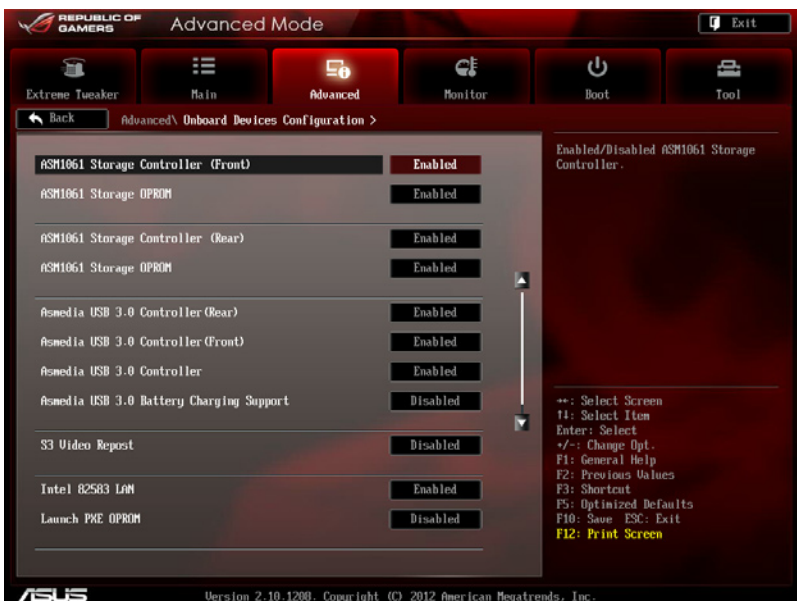 REPUBLIC OF
GAMERS
Advanced Mode
Exit
Extreme Tweaker
Main
Advanced
Monitor
Boot
Tool
Back
Advanced\ Onboard Devices Configuration >
ASM1061 Storage Controller (Front) Enabled
ASM1061 Storage OPROM Enabled
ASM1061 Storage Controller (Rear) Enabled
ASM1061 Storage OPROM Enabled
Asmedia USB 3.0 Controller(Rear) Enabled
Asmedia USB 3.0 Controller(Front) Enabled
Asmedia USB 3.0 Controller Enabled
Asmedia USB 3.0 Battery Charging Support Disabled
S3 Video Repost Disabled
Intel 82583 LAN Enabled
Launch PXE OPROM Disabled
Enabled/Disabled ASM1061 Storage
Controller.
→←: Select Screen
↑↓: Select Item
Enter: Select
+/-: Change Opt.
F1: General Help
F2: Previous Values
F3: Shortcut
F5: Optimized Defaults
F10: Save ESC: Exit
F12: Print Screen
ASUS
Version 2.10.1208. Copyright (C) 2012 American Megatrends, Inc.